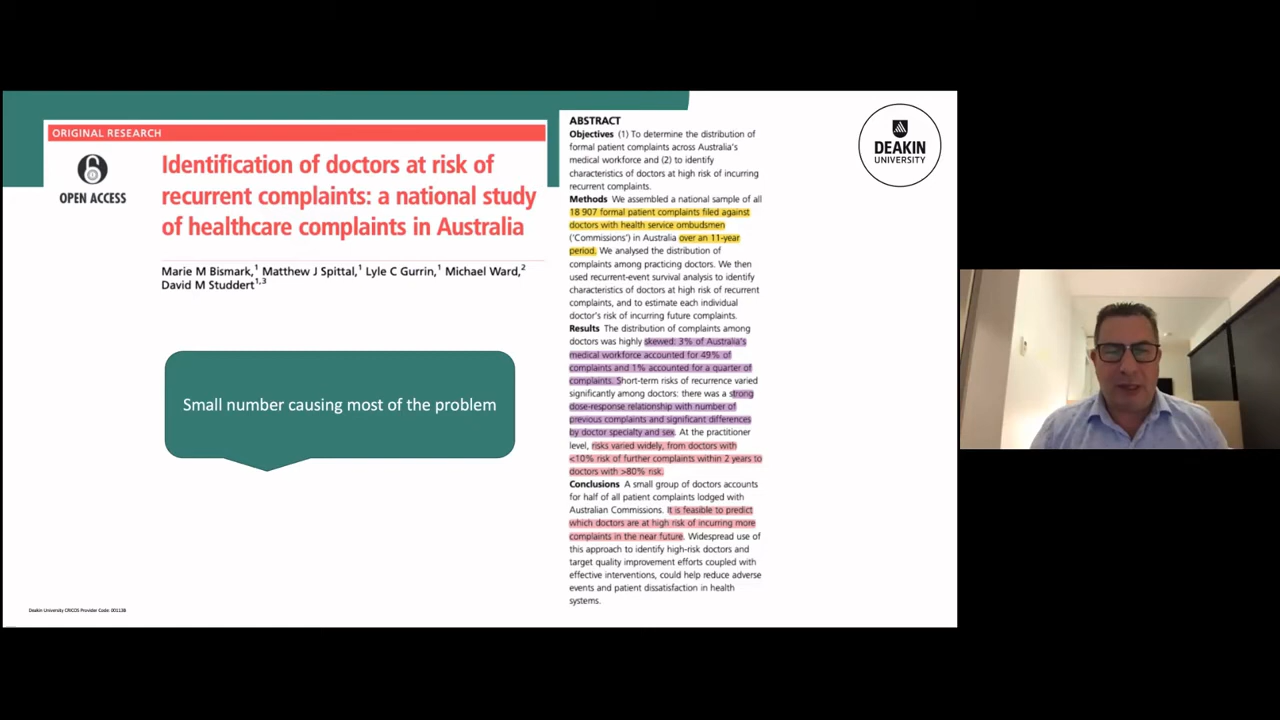 ORIGINAL RESEARCH
OPEN ACCESS
Identification of doctors at risk of
recurrent complaints: a national study
of healthcare complaints in Australia
Marie M Bismark,1 Matthew J Spittal,1 Lyle C Gurrin,1 Michael Ward,2
David M Studdert1,3
Small number causing most of the problem
Deakin University CRICOS Provider Code: 00113B
ABSTRACT
Objectives (1) To determine the distribution of
formal patient complaints across Australia's
medical workforce and (2) to identify
characteristics of doctors at high risk of incurring
recurrent complaints.
Methods We assembled a national sample of all
18 907 formal patient complaints filed against
doctors with health service ombudsmen
('Commissions') in Australia over an 11-year
period. We analysed the distribution of
complaints among practicing doctors. We then
used recurrent-event survival analysis to identify
characteristics of doctors at high risk of recurrent
complaints, and to estimate each individual
doctor's risk of incurring future complaints.
Results The distribution of complaints among
doctors was highly skewed: 3% of Australia's
medical workforce accounted for 49% of
complaints and 1% accounted for a quarter of
complaints. Short-term risks of recurrence varied
significantly among doctors: there was a strong
dose-response relationship with number of
previous complaints and significant differences
by doctor specialty and sex. At the practitioner
level, risks varied widely, from doctors with
<10% risk of further complaints within 2 years to
doctors with >80% risk.
Conclusions A small group of doctors accounts
for half of all patient complaints lodged with
Australian Commissions. It is feasible to predict
which doctors are at high risk of incurring more
complaints in the near future. Widespread use of
this approach to identify high-risk doctors and
target quality improvement efforts coupled with
effective interventions, could help reduce adverse
events and patient dissatisfaction in health
systems.
DEAKIN
UNIVERSITY